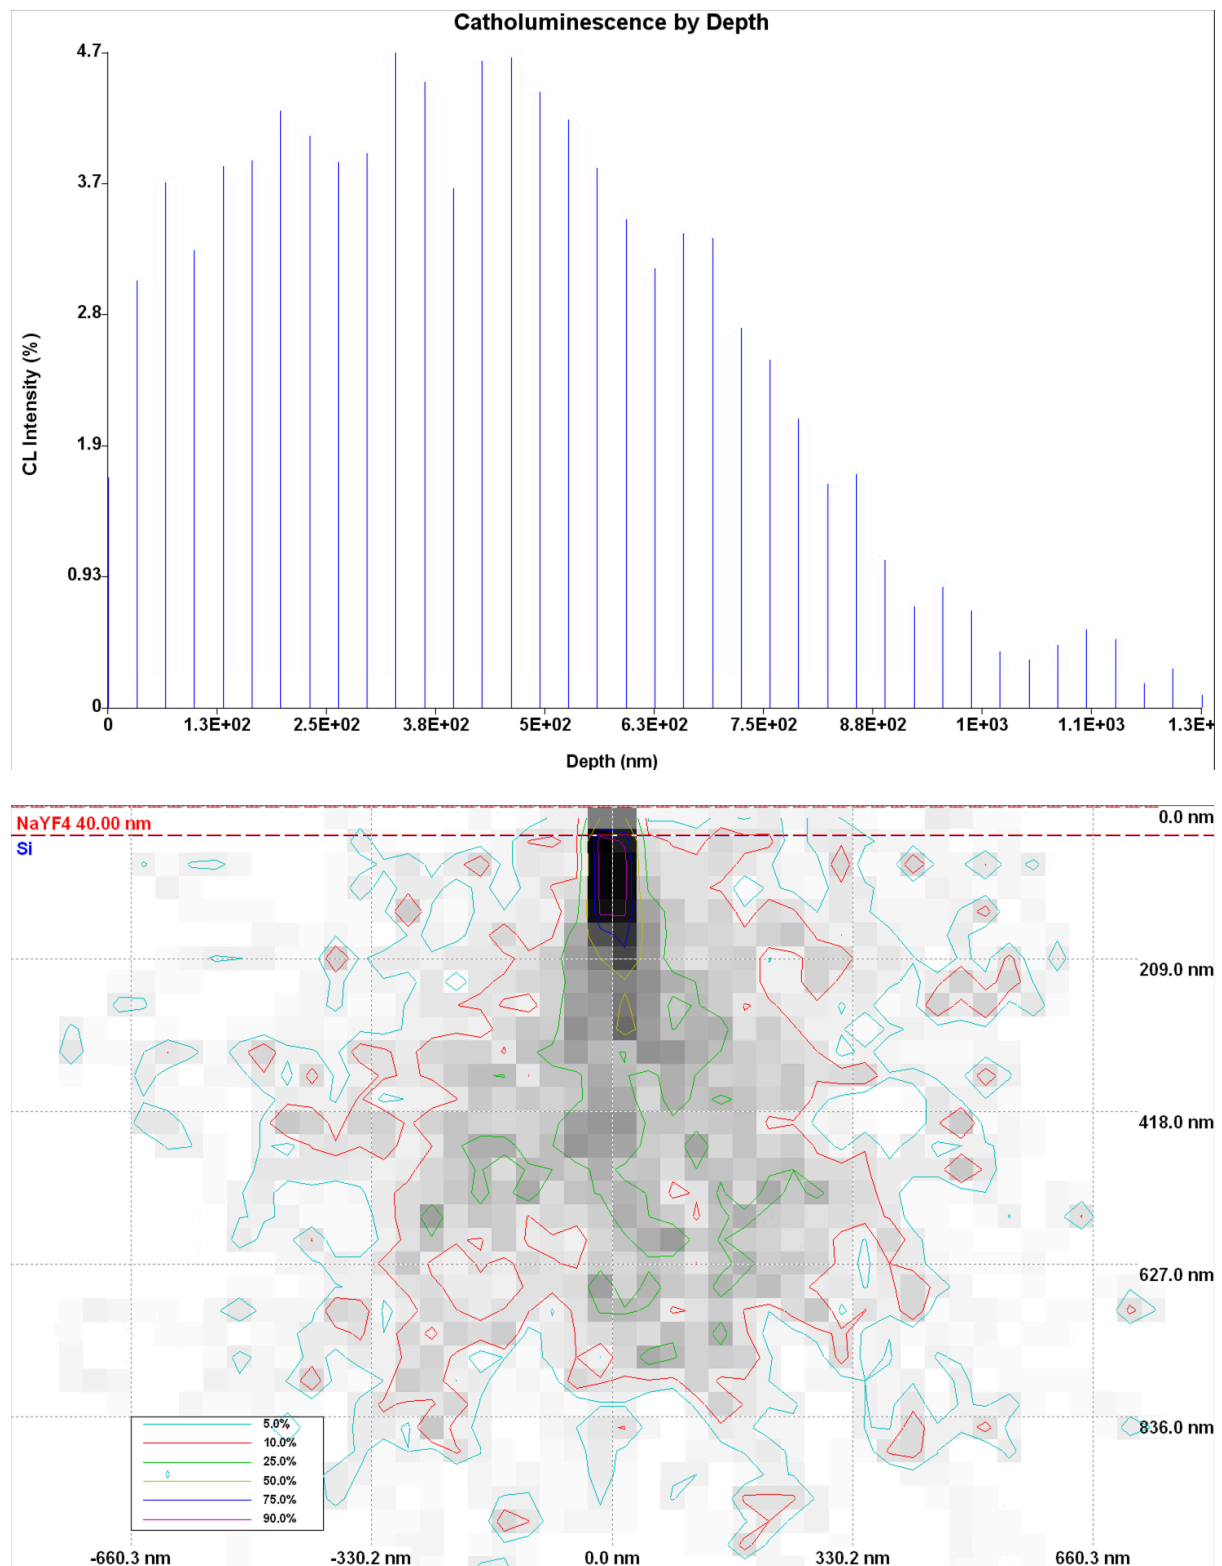 Catholuminescence by Depth
4.7
3.7
2.8
1.9
0.93
0
CL Intensity (%)
0 1.3E+02 2.5E+02 3.8E+02 5E+02 6.3E+02 7.5E+02 8.8E+02 1E+03 1.1E+03 1.3E+
Depth (nm)
NaYF4 40.00 nm
Si
0.0 nm
209.0 nm
418.0 nm
627.0 nm
836.0 nm
5.0%
10.0%
25.0%
50.0%
75.0%
90.0%
-660.3 nm -330.2 nm 0.0 nm 330.2 nm 660.3 nm